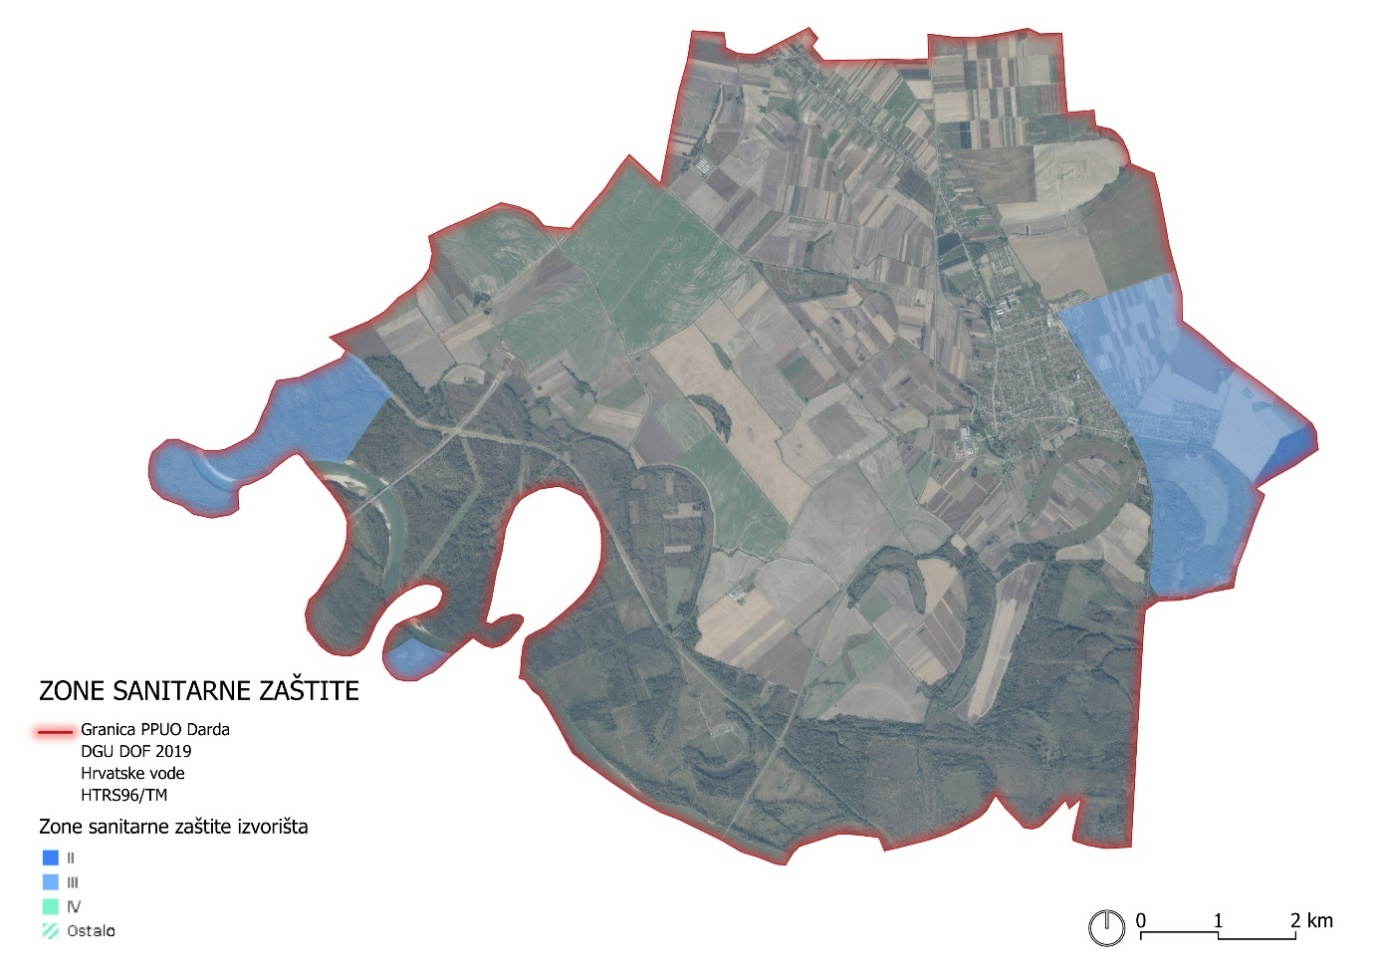 ZONE SANITARNE ZAŠTITE
Granica PPUO Darda
DGU DOF 2019
Hrvatske vode
HTRS96/TM
Zone sanitarne zaštite izvorišta
II
III
IV
Ostalo
0 1 2 km